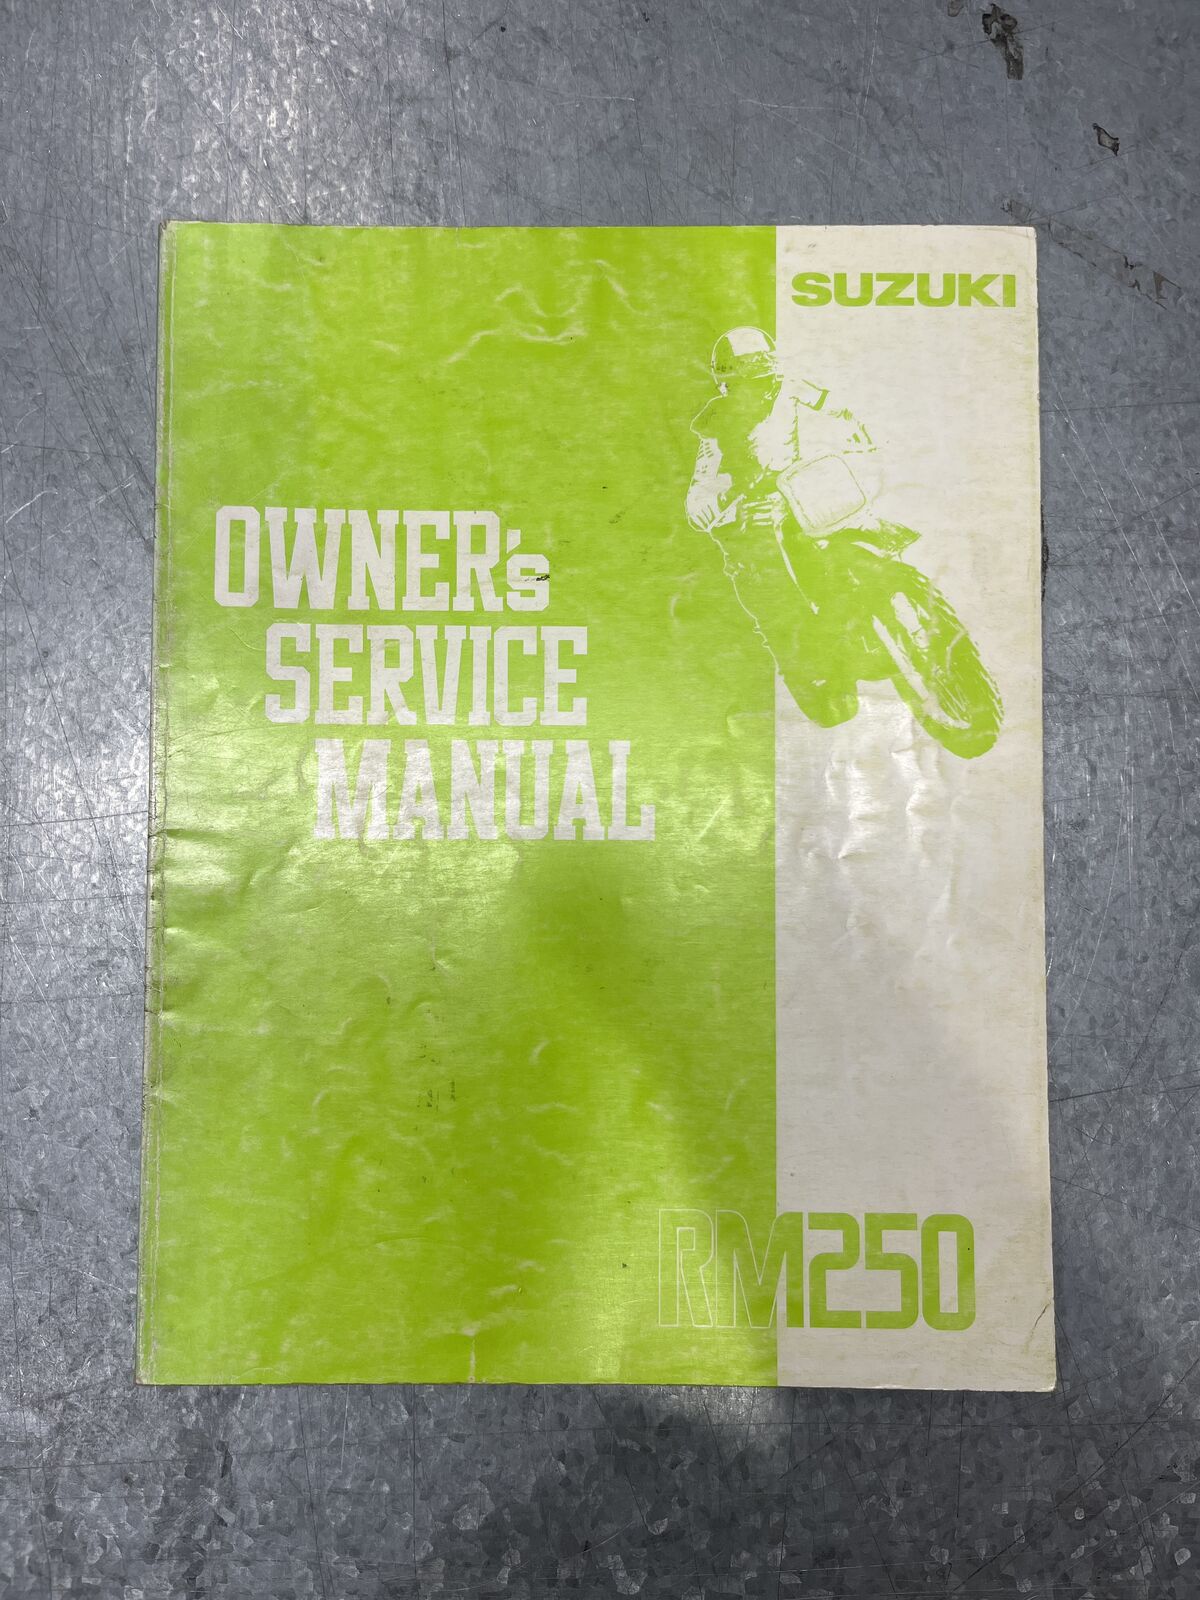 SUZUKI
OWNER's
SERVICE
MANUAL
RM250